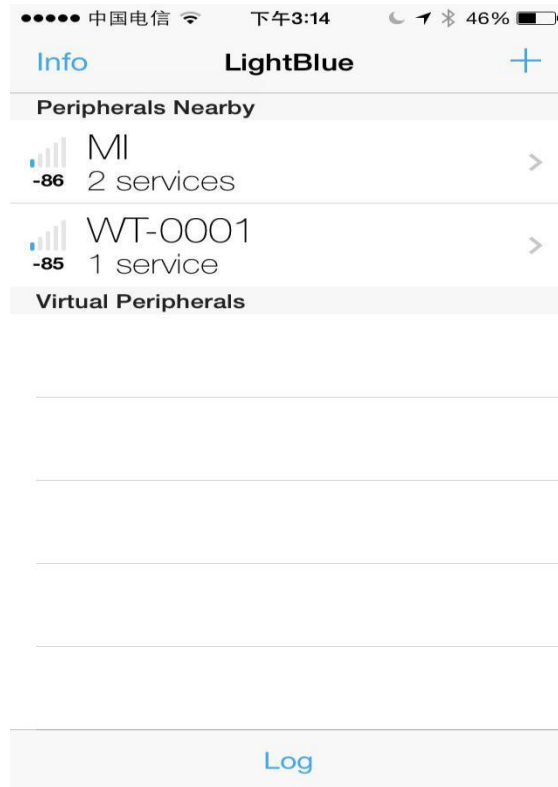 中国电信 下午3:14 46%
Info LightBlue +
Peripherals Nearby
MI
-86 2 services
WT-0001
-85 1 service
Virtual Peripherals
Log